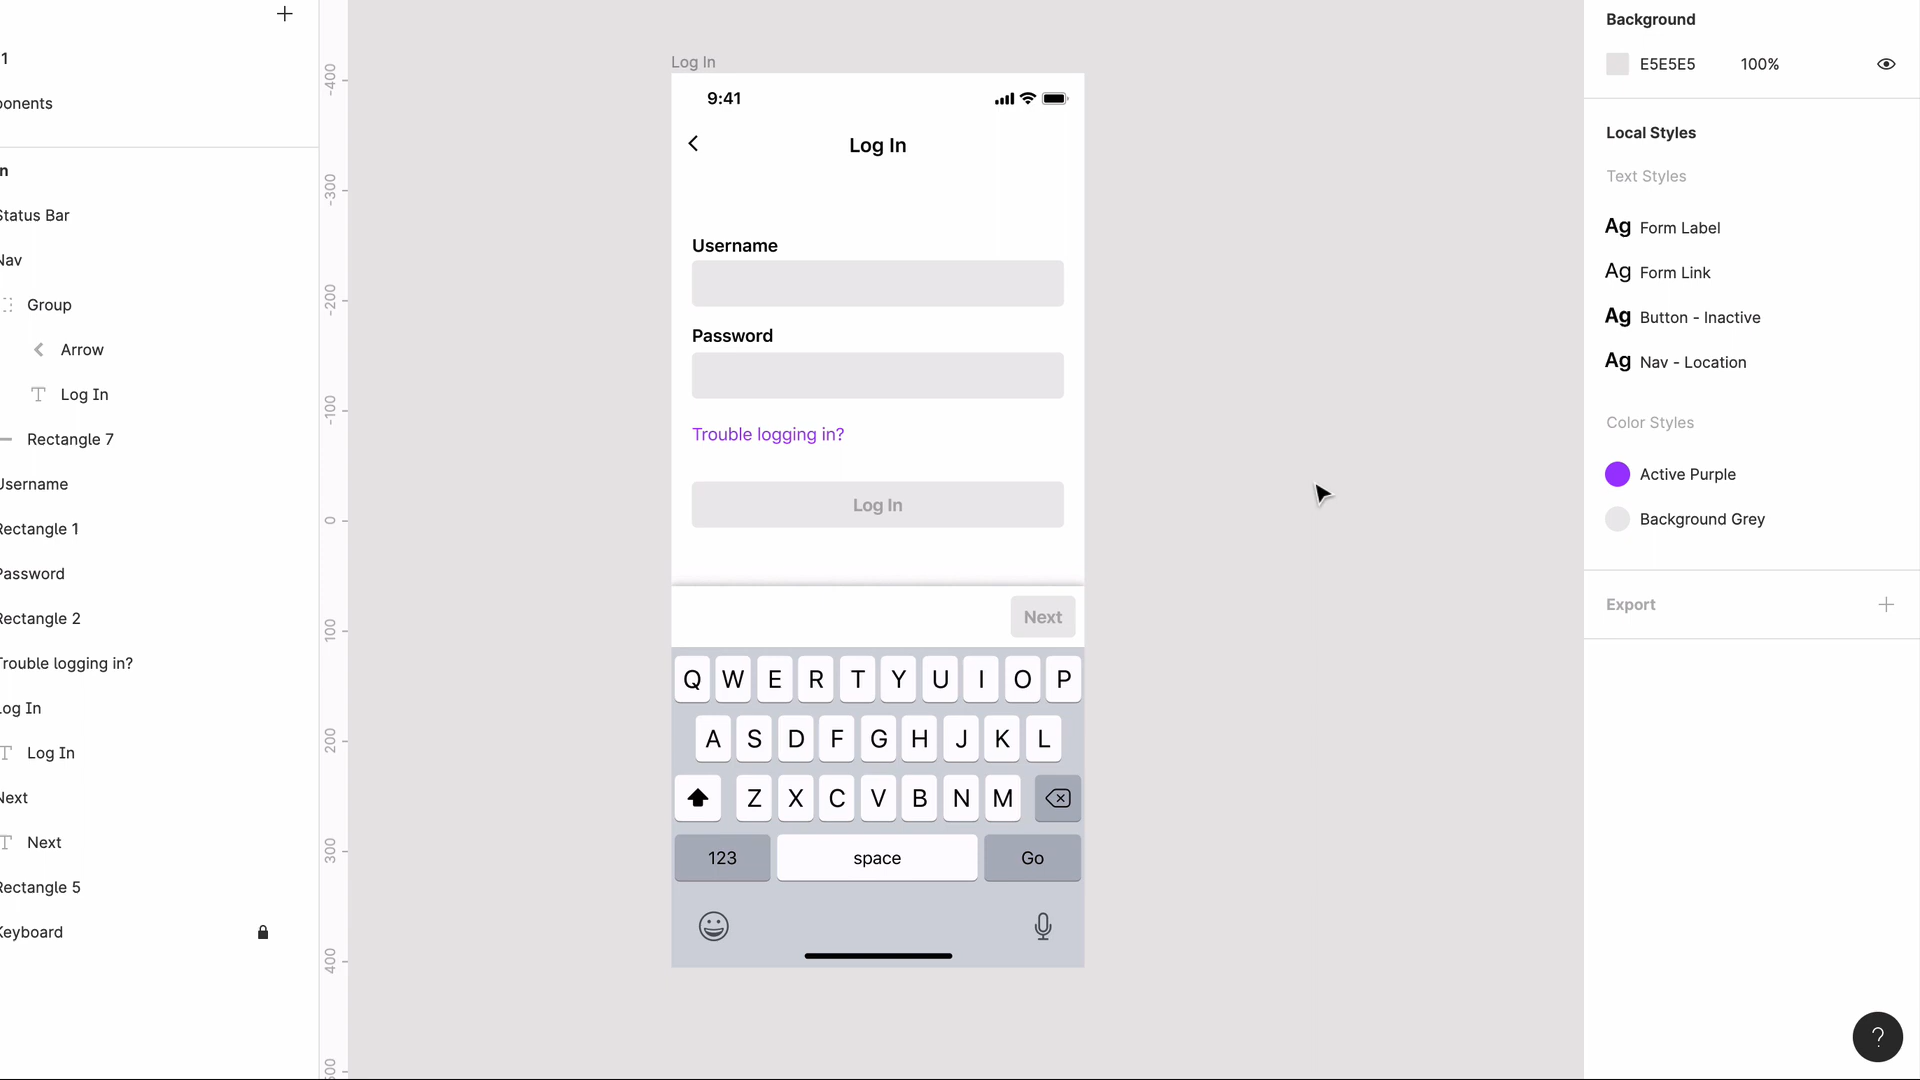 1
ponents
n
Status Bar
Nav
Group
Arrow
Log In
Rectangle 7
Username
Rectangle 1
Password
Rectangle 2
Trouble logging in?
Log In
Log In
Next
Next
Rectangle 5
Keyboard
-400
-300
-200
-100
0
100
200
300
400
500
Log In
9:41
Log In
Username
Password
Trouble logging in?
Log In
Next
Q W E R T Y U I O P
A S D F G H J K L
Z X C V B N M
123 space Go
Background
E5E5E5 100%
Local Styles
Text Styles
Ag Form Label
Ag Form Link
Ag Button - Inactive
Ag Nav - Location
Color Styles
Active Purple
Background Grey
Export
?